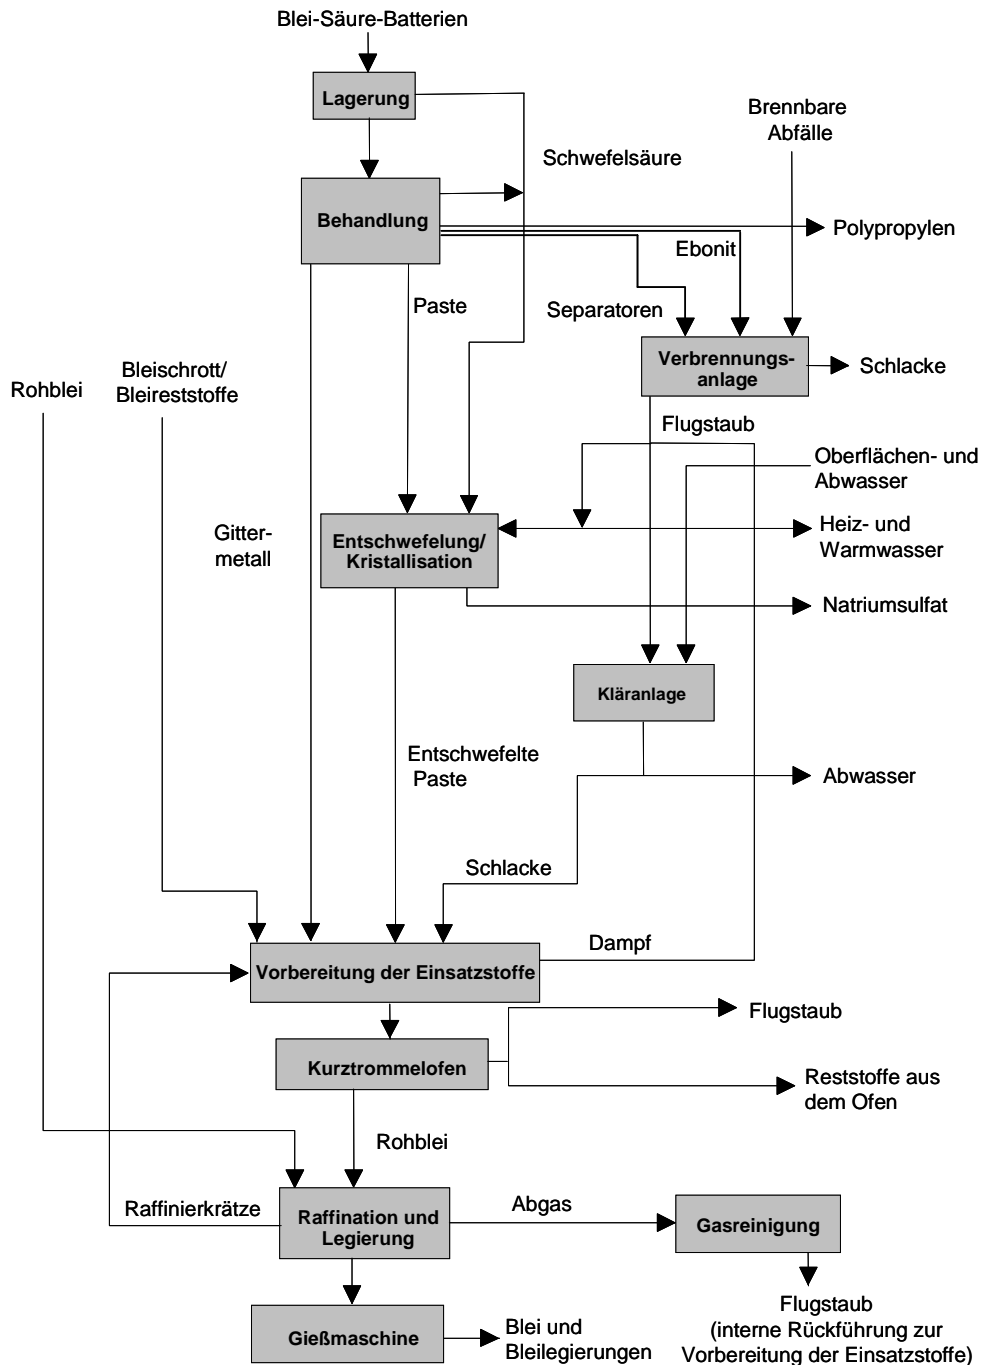 Blei-Säure-Batterien
Lagerung
Brennbare
Abfälle
Schwefelsäure
Behandlung
Polypropylen
Ebonit
Paste
Separatoren
Verbrennungs-
anlage
Schlacke
Bleischrott/
Bleireststoffe
Rohblei
Flugstaub
Oberflächen- und
Abwasser
Gitter-
metall
Entschwefelung/
Kristallisation
Heiz- und
Warmwasser
Natriumsulfat
Kläranlage
Entschwefelte
Paste
Abwasser
Schlacke
Dampf
Vorbereitung der Einsatzstoffe
Flugstaub
Kurztrommelofen
Reststoffe aus
dem Ofen
Rohblei
Raffinierkrätze
Abgas
Raffination und
Legierung
Gasreinigung
Flugstaub
(interne Rückführung zur
Vorbereitung der Einsatzstoffe)
Gießmaschine
Blei und
Bleilegierungen